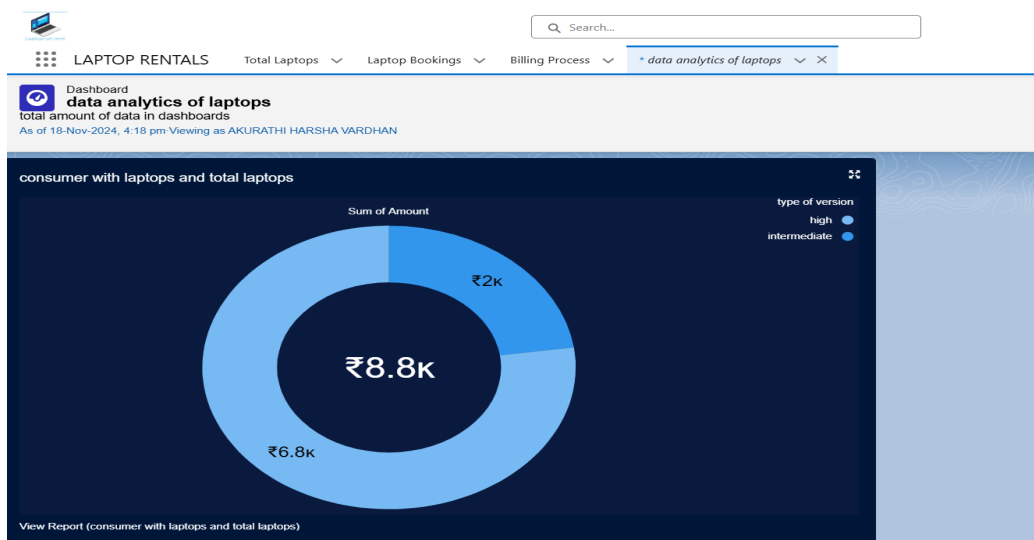 Search...
LAPTOP RENTALS Total Laptops Laptop Bookings Billing Process * data analytics of laptops
Dashboard
data analytics of laptops
total amount of data in dashboards
As of 18-Nov-2024, 4:18 pm·Viewing as AKURATHI HARSHA VARDHAN
consumer with laptops and total laptops
Sum of Amount
type of version
high
intermediate
₹2K
₹8.8K
₹6.8K
View Report (consumer with laptops and total laptops)